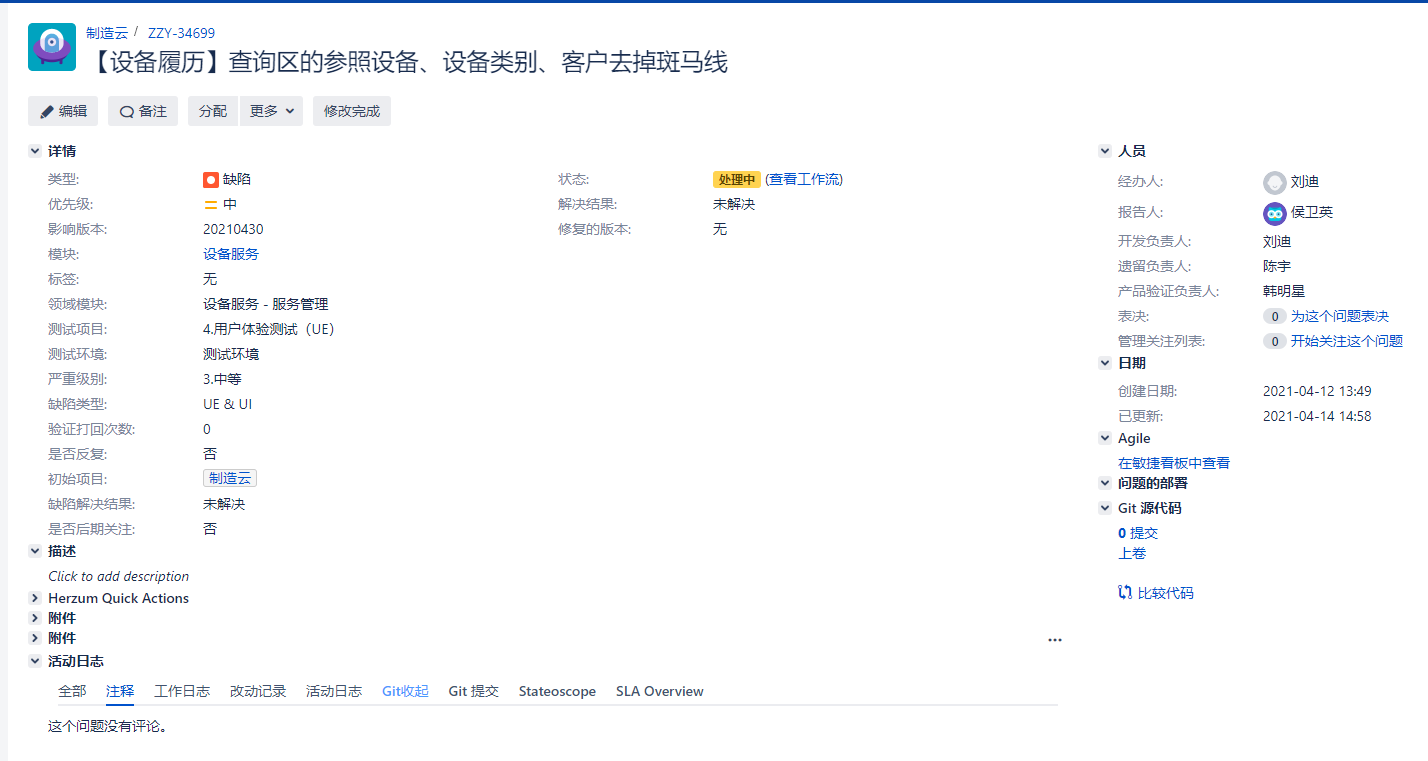 制造云 / ZZY-34699
【设备履历】查询区的参照设备、设备类别、客户去掉斑马线
编辑 备注 分配 更多 修改完成
详情
类型: 缺陷 状态: 处理中 (查看工作流)
优先级: 中 解决结果: 未解决
影响版本: 20210430 修复的版本: 无
模块: 设备服务
标签: 无
领域模块: 设备服务 - 服务管理
测试项目: 4.用户体验测试（UE）
测试环境: 测试环境
严重级别: 3.中等
缺陷类型: UE & UI
验证打回次数: 0
是否反复: 否
初始项目: 制造云
缺陷解决结果: 未解决
是否后期关注: 否
描述
Click to add description
Herzum Quick Actions
附件
附件
活动日志
全部 注释 工作日志 改动记录 活动日志 Git收起 Git 提交 Stateoscope SLA Overview
这个问题没有评论。
人员
经办人: 刘迪
报告人: 侯卫英
开发负责人: 刘迪
遗留负责人: 陈宇
产品验证负责人: 韩明星
表决: 0 为这个问题表决
管理关注列表: 0 开始关注这个问题
日期
创建日期: 2021-04-12 13:49
已更新: 2021-04-14 14:58
Agile
在敏捷看板中查看
问题的部署
Git 源代码
0 提交
上卷
比较代码